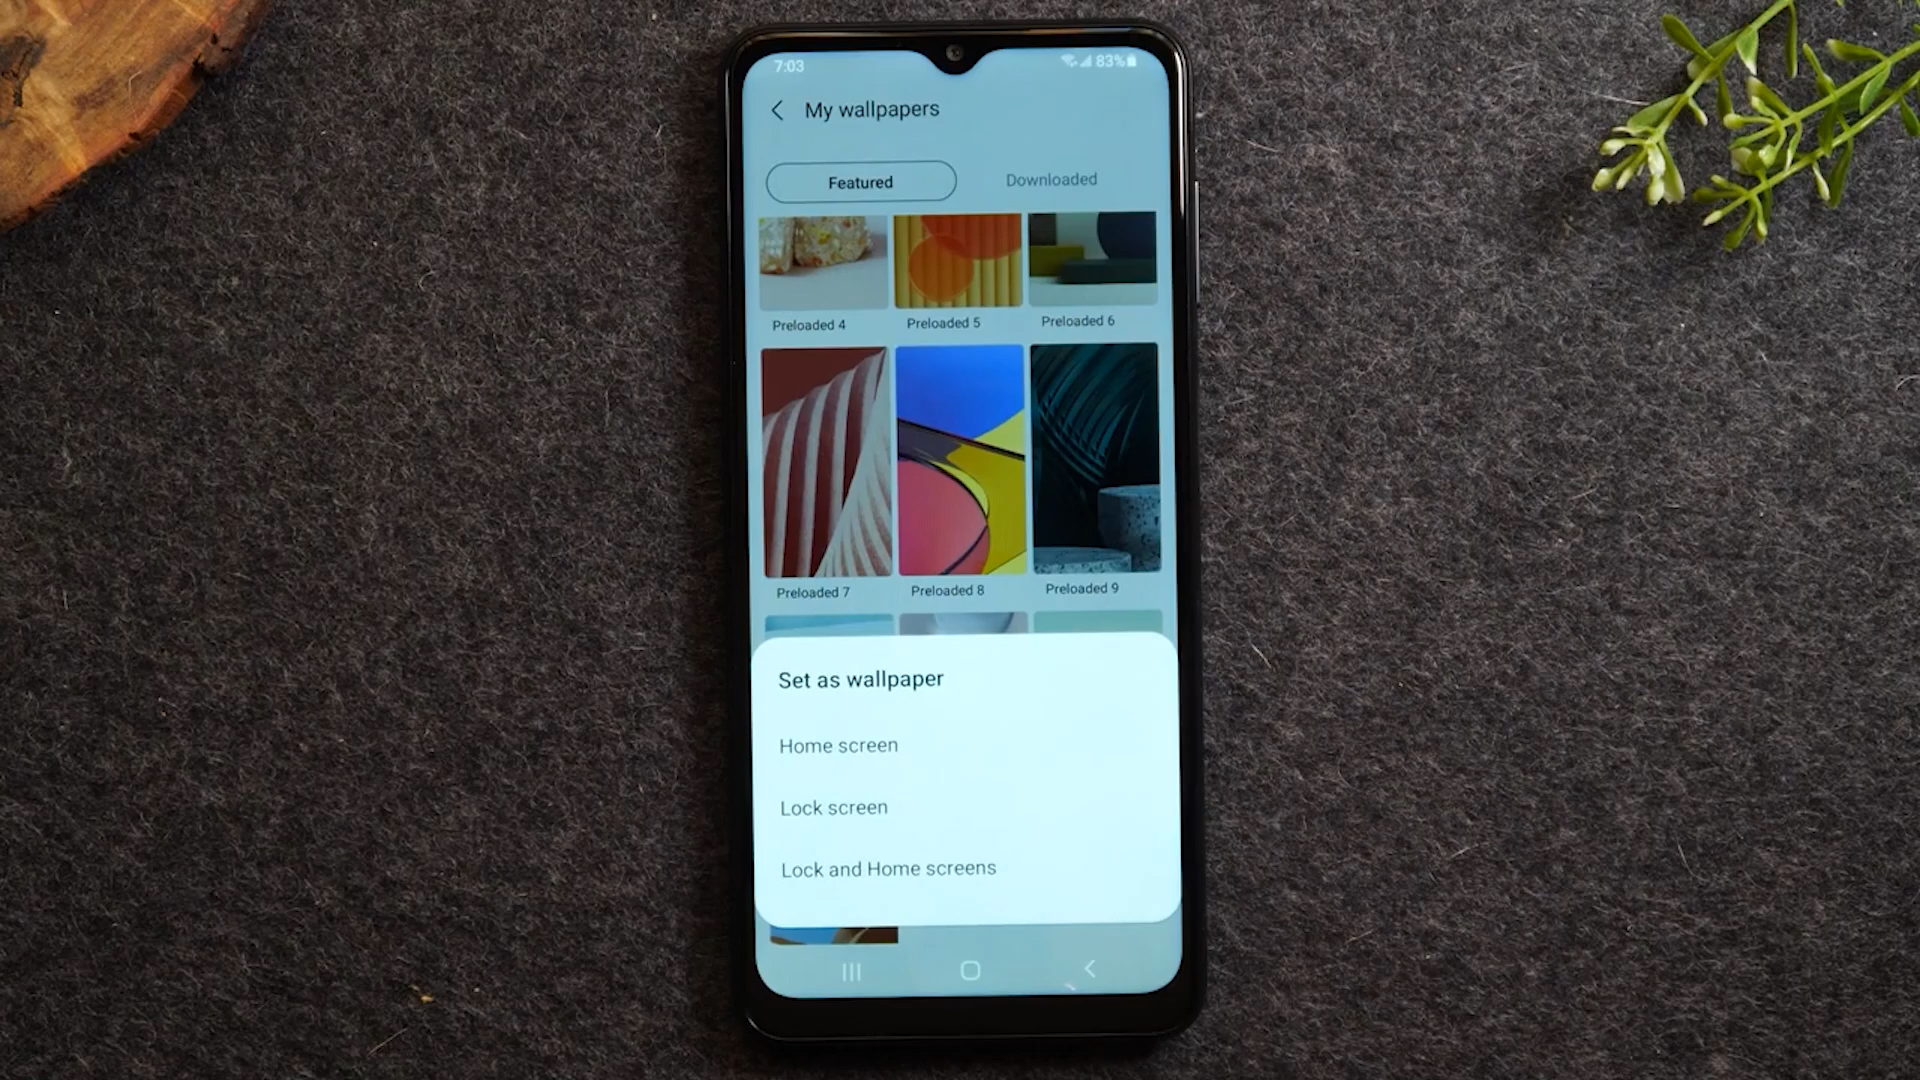 7:03
83%
My wallpapers
Featured
Downloaded
Preloaded 4
Preloaded 5
Preloaded 6
Preloaded 7
Preloaded 8
Preloaded 9
Set as wallpaper
Home screen
Lock screen
Lock and Home screens